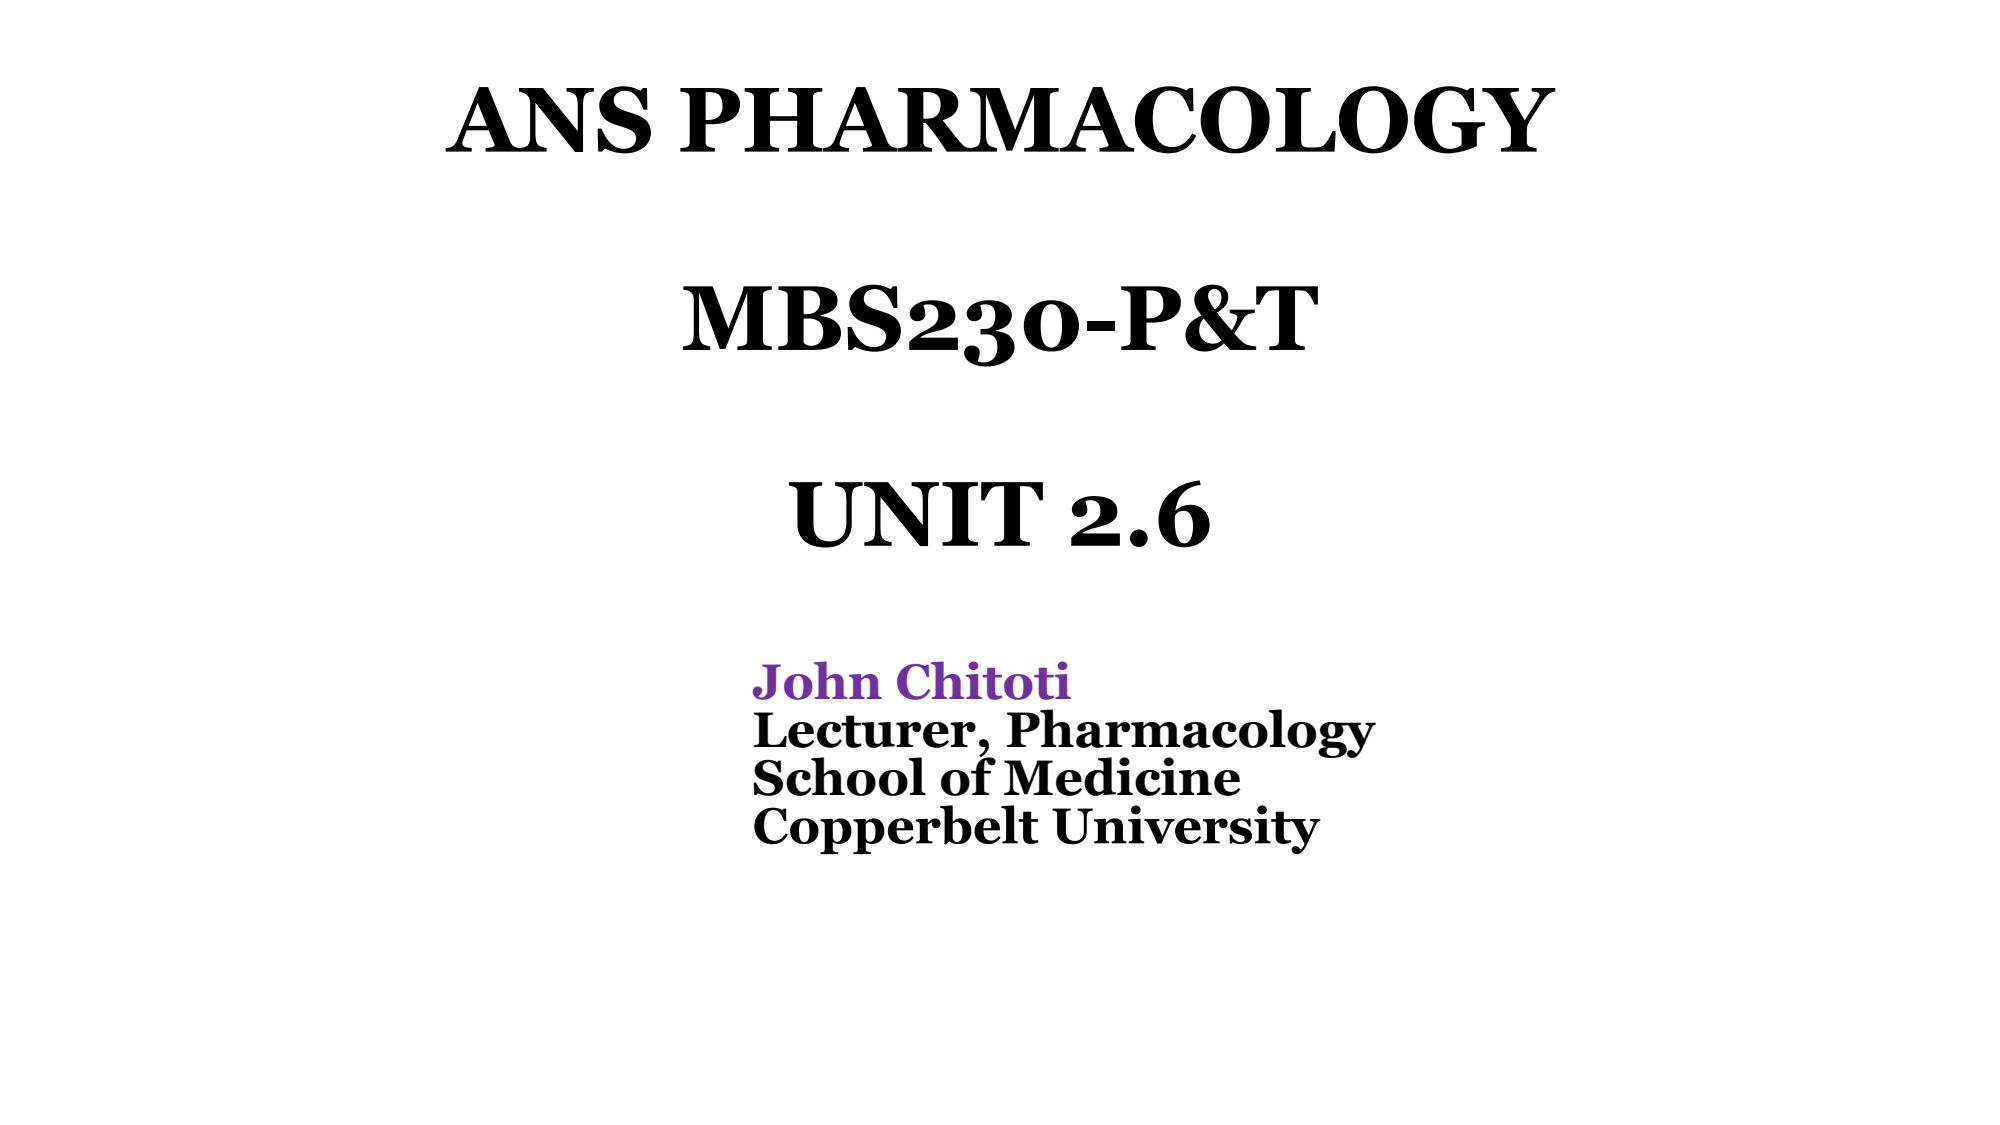 ANS PHARMACOLOGY
MBS230-P&T
UNIT 2.6
John Chitoti
Lecturer, Pharmacology
School of Medicine
Copperbelt University